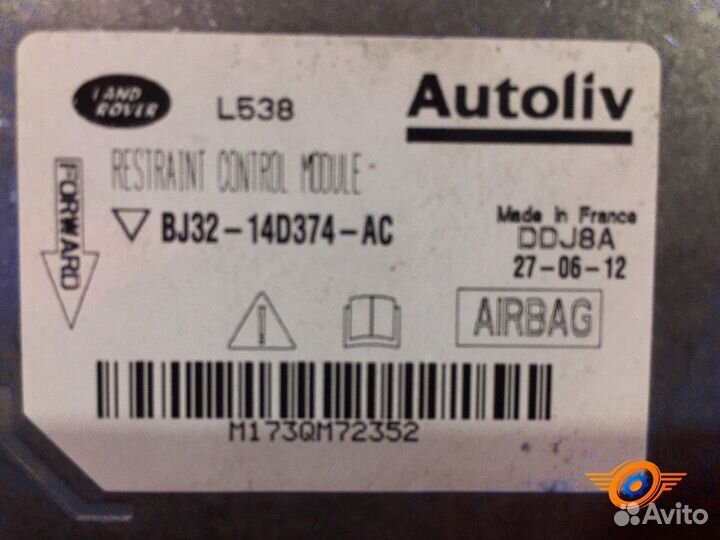 LAND
ROVER
L538
Autoliv
RESTRAINT CONTROL MODULE-
BJ32-14D374-AC
Made in France
DDJ8A
27-06-12
FORWARD
AIRBAG
M173QM72352
Avito